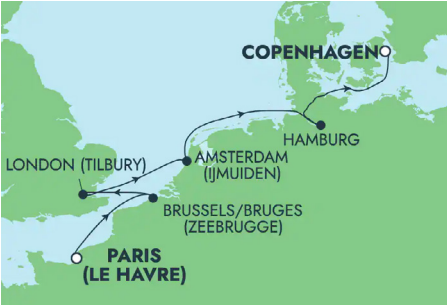 COPENHAGEN
HAMBURG
AMSTERDAM
(IJMUIDEN)
LONDON (TILBURY)
BRUSSELS/BRUGES
(ZEEBRUGGE)
PARIS
(LE HAVRE)